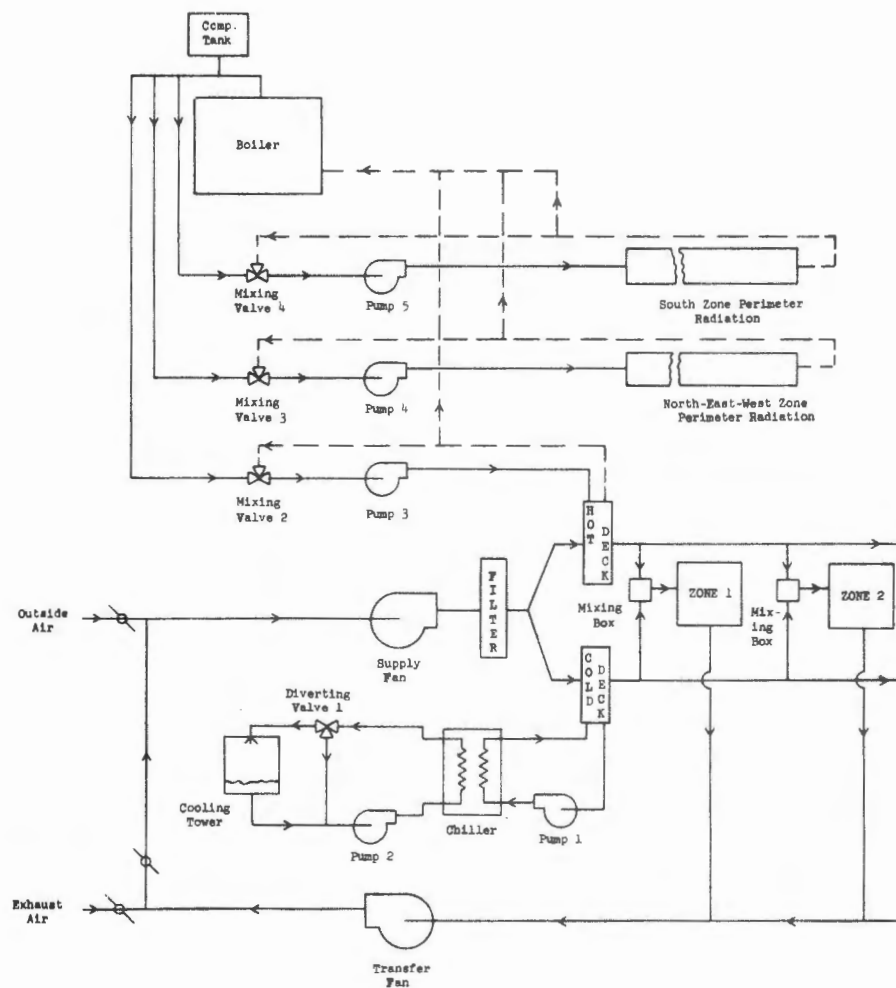 Comp.
Tank
Boiler
Mixing
Valve 4
Pump 5
South Zone Perimeter
Radiation
Mixing
Valve 3
Pump 4
North-East-West Zone
Perimeter Radiation
Mixing
Valve 2
Pump 3
HOT
DECK
FILTER
Mixing
Box
ZONE 1
Mix-
ing
Box
ZONE 2
Outside
Air
Supply
Fan
COLD
DECK
Diverting
Valve 1
Cooling
Tower
Pump 2
Chiller
Pump 1
Exhaust
Air
Transfer
Fan